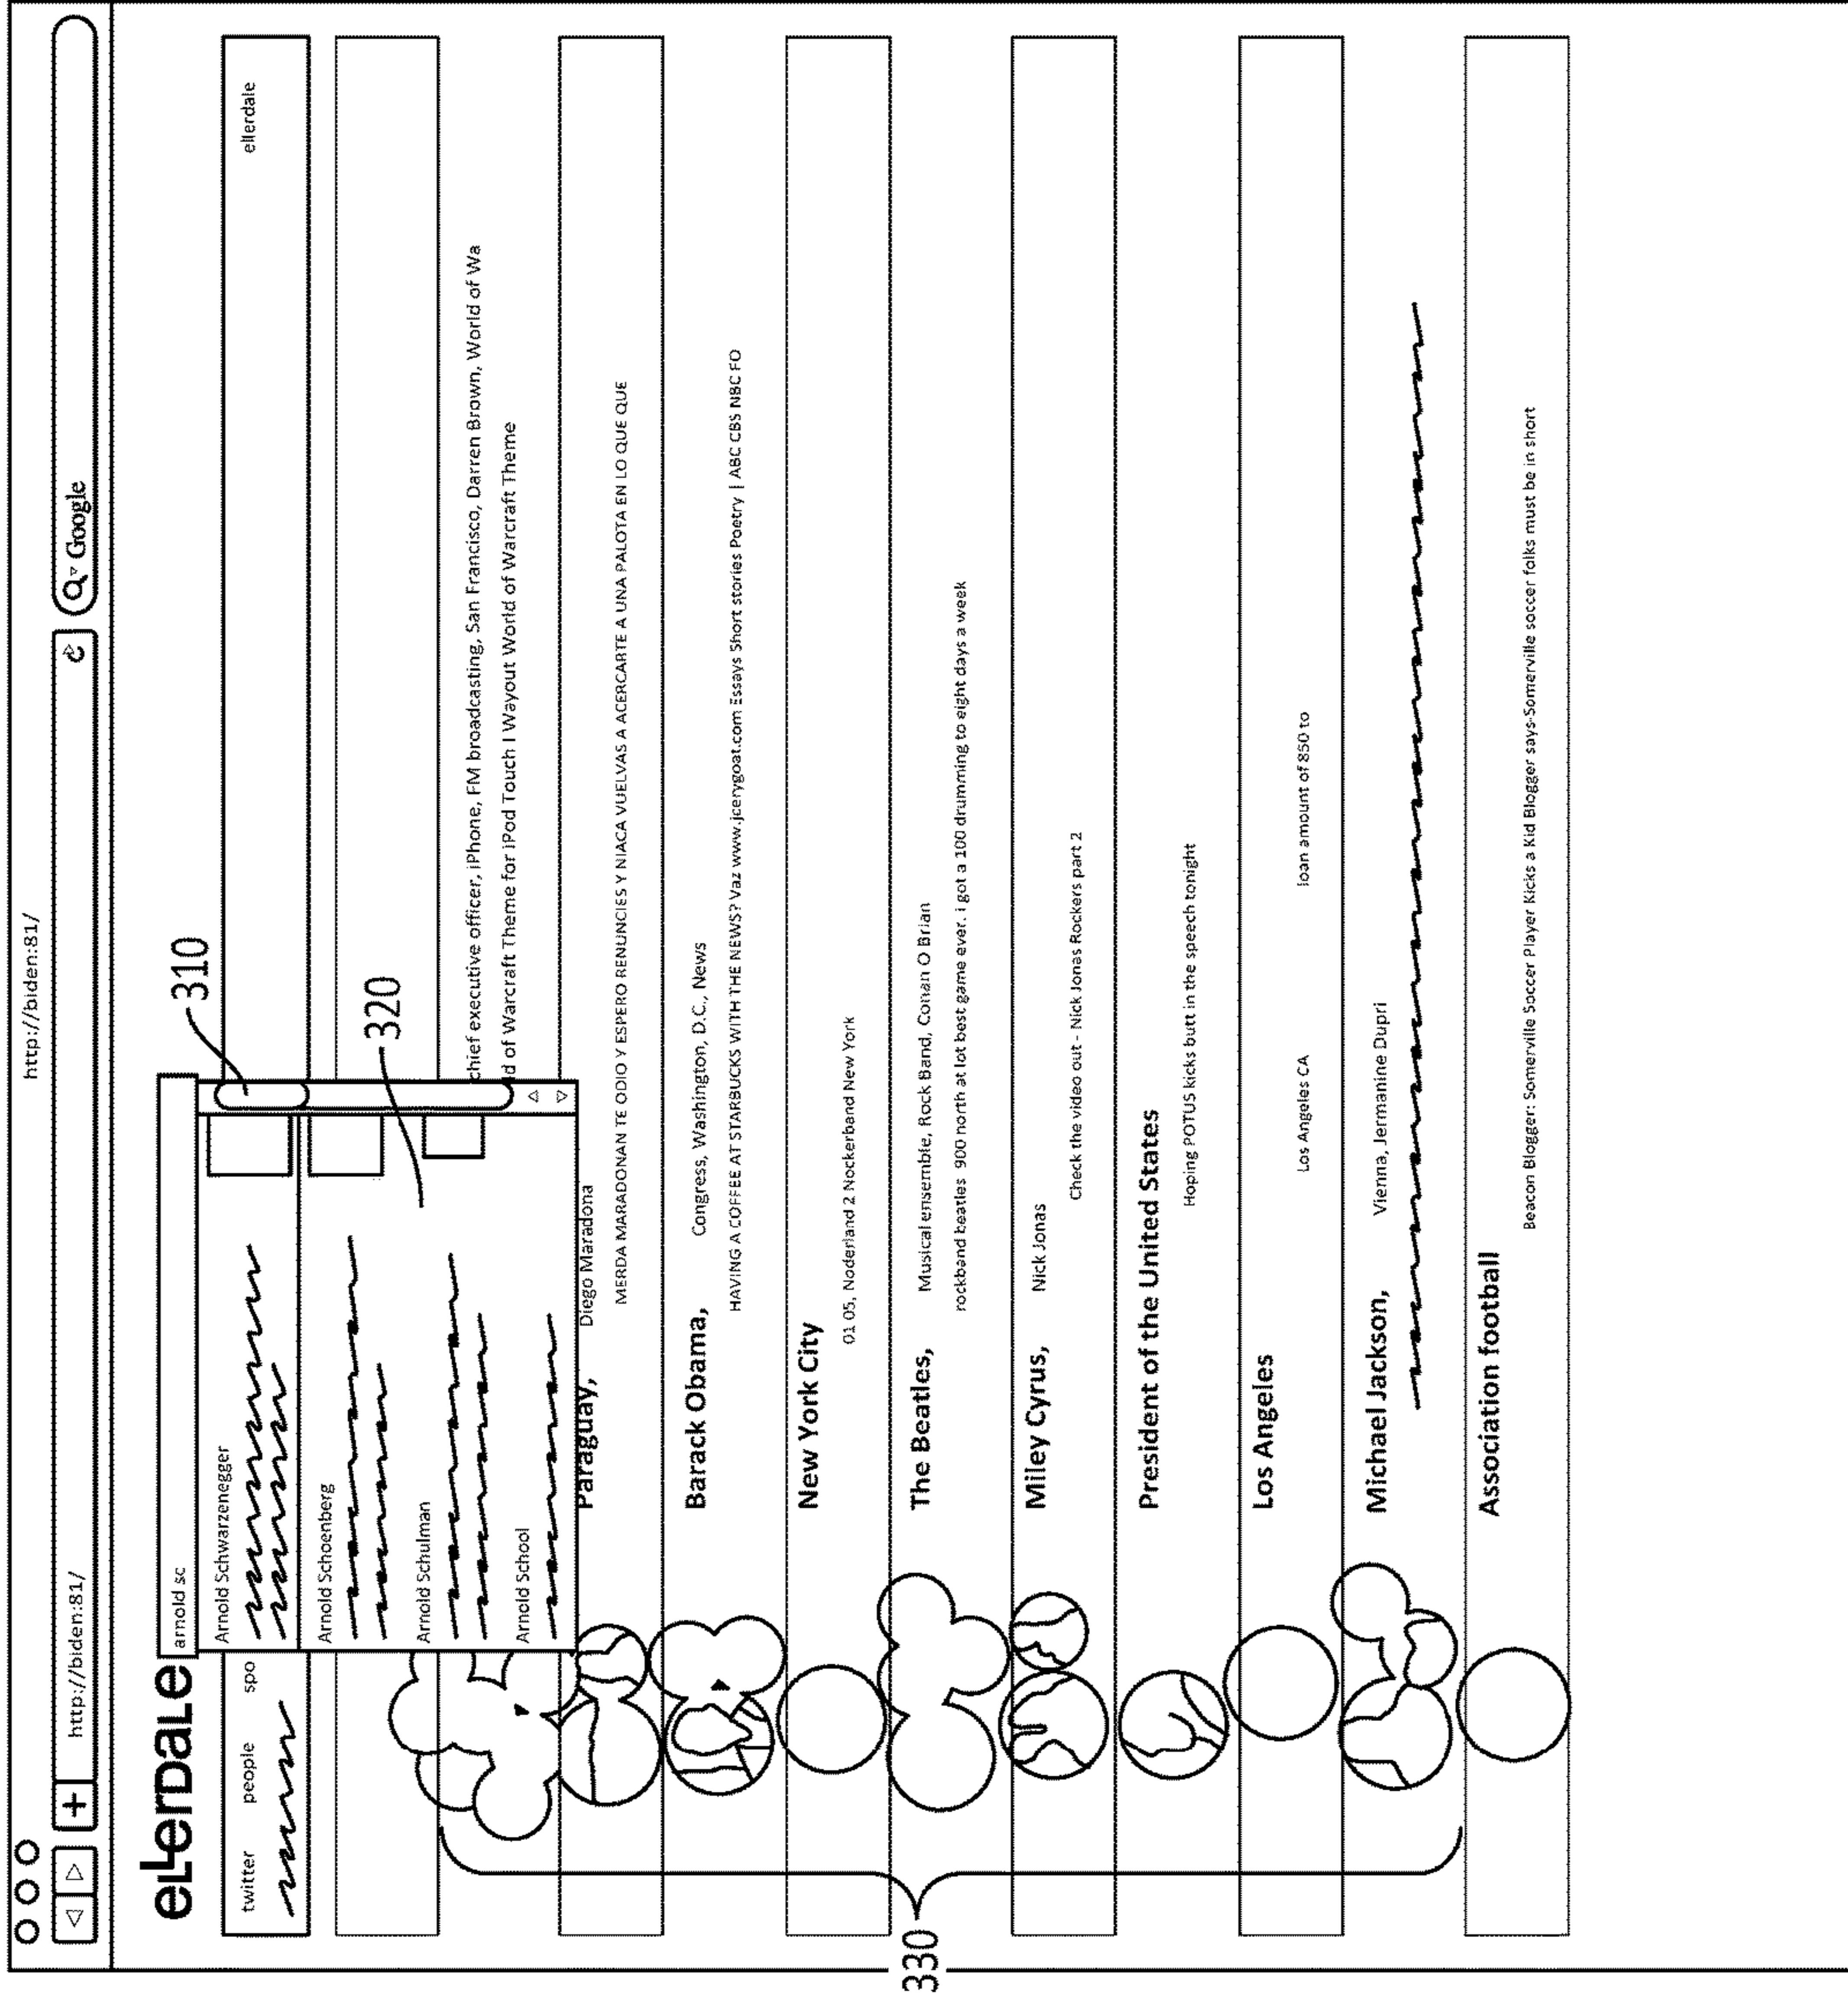 http://biden:81/
http://biden:81/
Google
eLLerDaLe
arnold sc
310
twitter people spo
ellerdale
Arnold Schwarzenegger
Arnold Schoenberg
320
Arnold Schulman
Arnold School
chief executive officer, iPhone, FM broadcasting, San Francisco, Darren Brown, World of Wa
ld of Warcraft Theme for iPod Touch I Wayout World of Warcraft Theme
Paraguay, Diego Maradona
MERDA MARADONAN TE ODIO Y ESPERO RENUNCIES Y NIACA VUELVAS A ACERCARTE A UNA PALOTA EN LO QUE QUE
Barack Obama, Congress, Washington, D.C., News
HAVING A COFFEE AT STARBUCKS WITH THE NEWS? Vaz www.jcerygoat.com Essays Short stories Poetry | ABC CBS NBC FO
New York City
01 05, Noderland 2 Nockerband New York
The Beatles, Musical ensemble, Rock Band, Conan O Brian
rockband beatles 900 north at lot best game ever. i got a 100 drumming to eight days a week
Miley Cyrus, Nick Jonas
Check the video out - Nick Jonas Rockers part 2
President of the United States
Hoping POTUS kicks butt in the speech tonight
Los Angeles
Los Angeles CA loan amount of 850 to
Michael Jackson, Vienna, Jermanine Dupri
Association football
Beacon Blogger: Somerville Soccer Player Kicks a Kid Blogger says-Somerville soccer folks must be in short
330